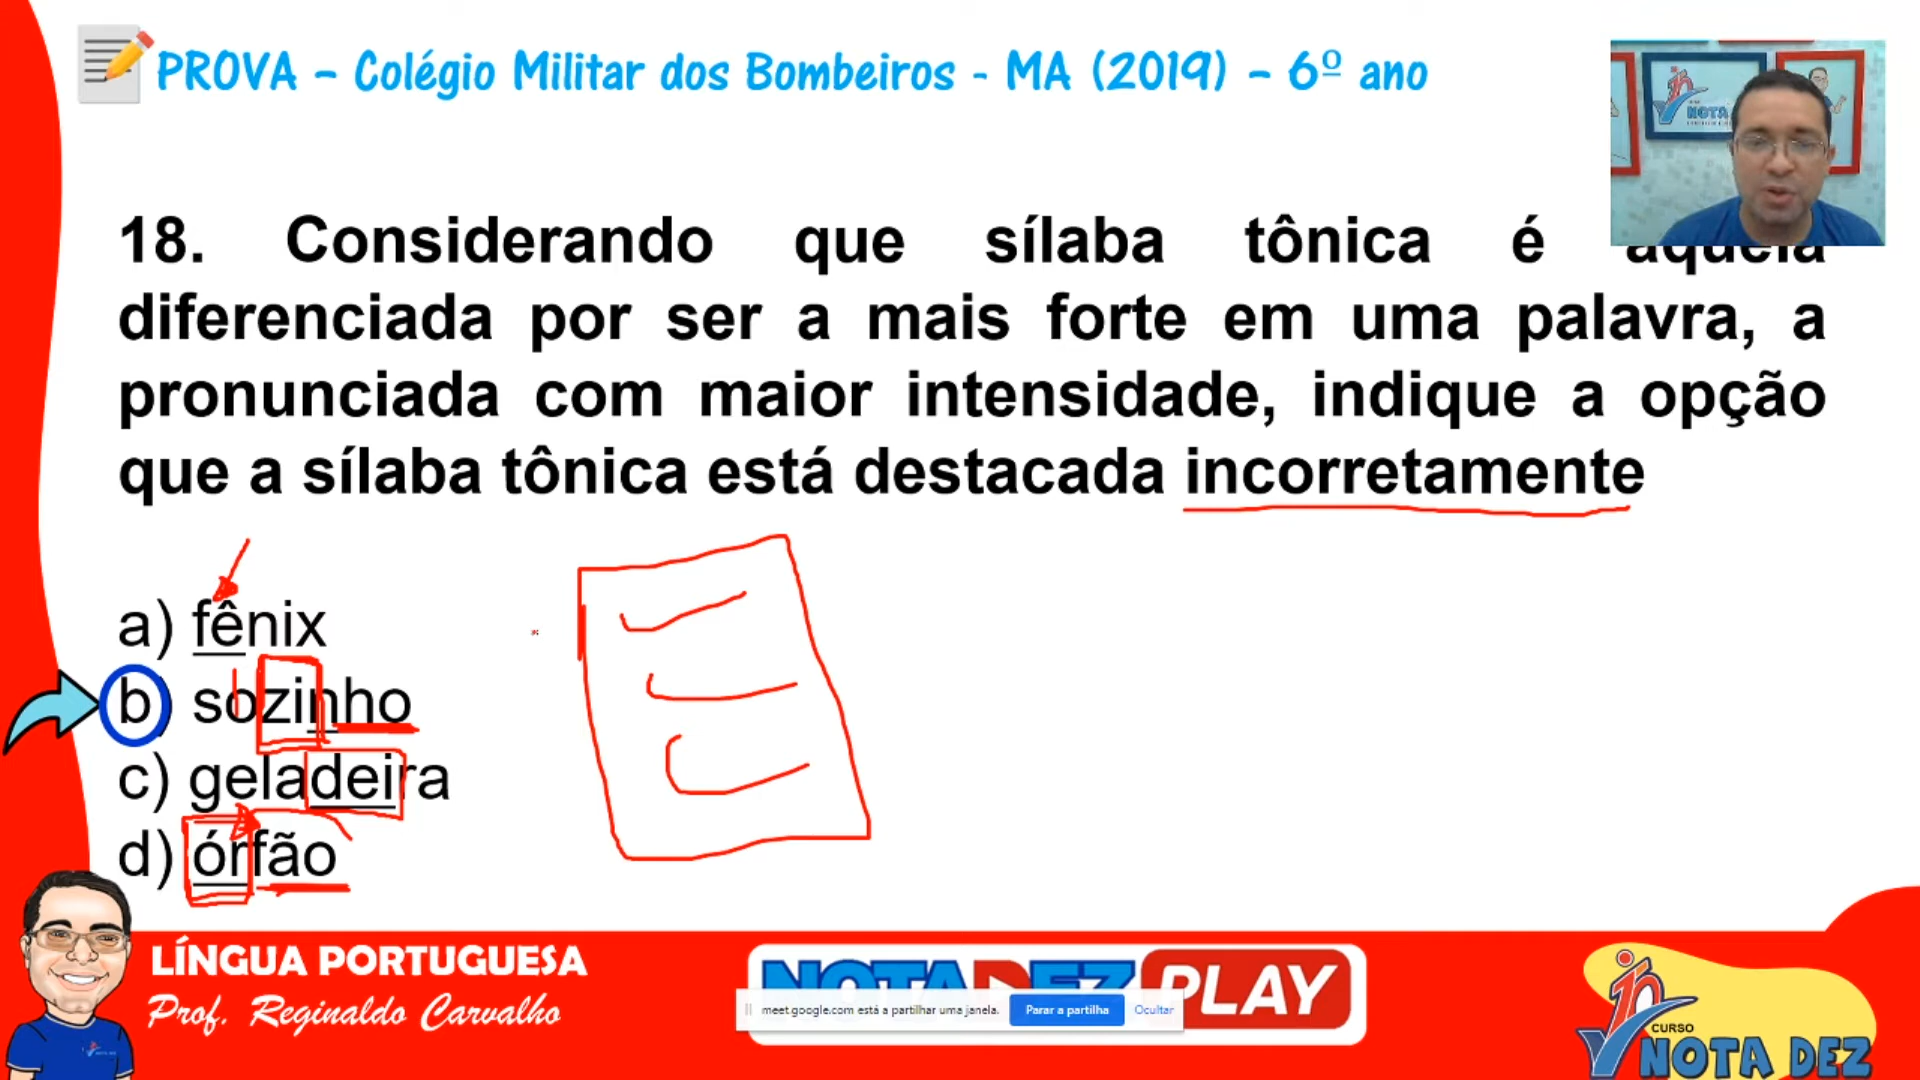 PROVA – Colégio Militar dos Bombeiros - MA (2019) – 6º ano
NOTA
18. Considerando que sílaba tônica é aquela
diferenciada por ser a mais forte em uma palavra, a
pronunciada com maior intensidade, indique a opção
que a sílaba tônica está destacada incorretamente
a) fênix
b) sozinho
c) geladeira
d) órfão
LÍNGUA PORTUGUESA
Prof. Reginaldo Carvalho
NOTA DEZ PLAY
meet.google.com está a partilhar uma janela.
Parar a partilha
Ocultar
CURSO
NOTA DEZ